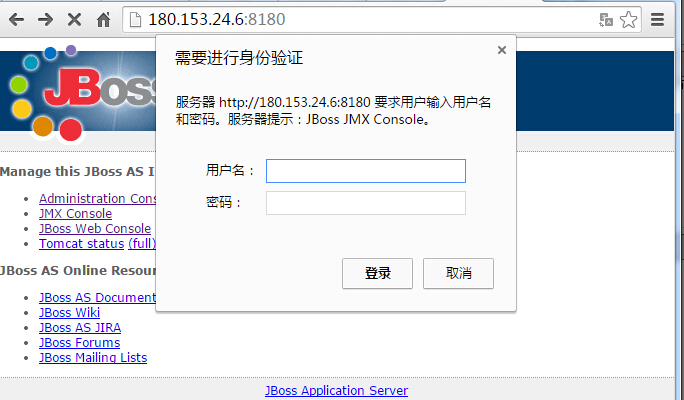 180.153.24.6:8180
需要进行身份验证
服务器 http://180.153.24.6:8180 要求用户输入用户名
和密码。服务器提示：JBoss JMX Console。
用户名：
密码：
登录
取消
JBoss
Manage this JBoss AS I
Administration Cons
JMX Console
JBoss Web Console
Tomcat status (full)
JBoss AS Online Resour
JBoss AS Document
JBoss Wiki
JBoss AS JIRA
JBoss Forums
JBoss Mailing Lists
JBoss Application Server